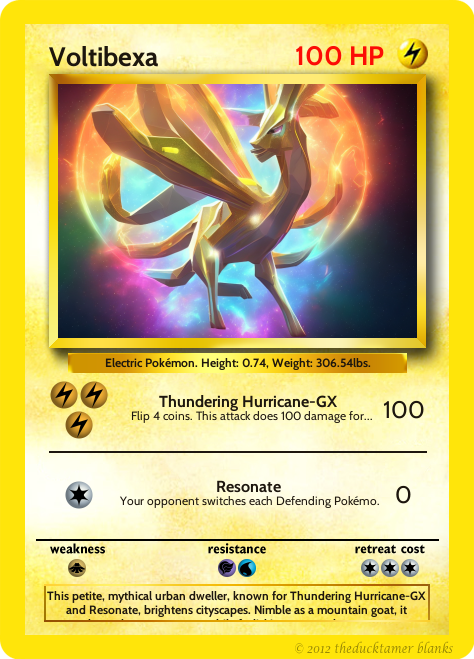 Voltibexa
100 HP
Electric Pokémon. Height: 0.74, Weight: 306.54lbs.
Thundering Hurricane-GX
Flip 4 coins. This attack does 100 damage for...
100
Resonate
Your opponent switches each Defending Pokémo.
0
weakness
resistance
retreat cost
This petite, mythical urban dweller, known for Thundering Hurricane-GX
and Resonate, brightens cityscapes. Nimble as a mountain goat, it
© 2012 theducktamer blanks